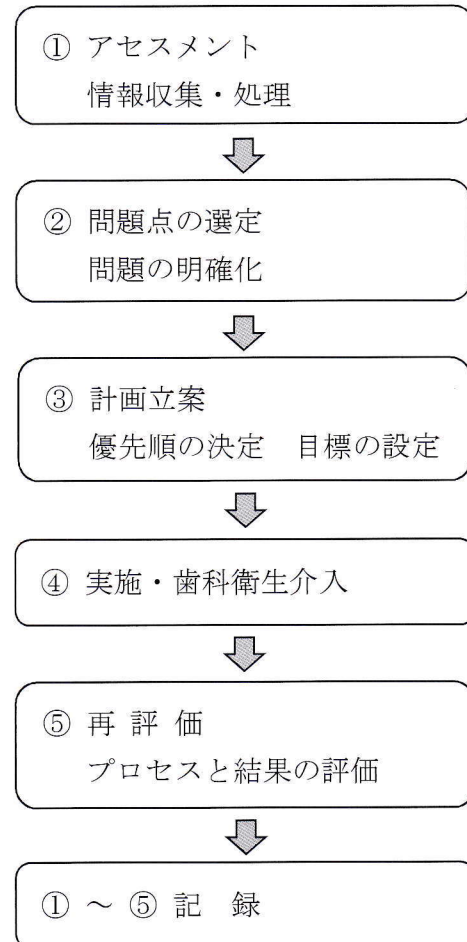 ① アセスメント
情報収集・処理
② 問題点の選定
問題の明確化
③ 計画立案
優先順の決定　目標の設定
④ 実施・歯科衛生介入
⑤ 再 評 価
プロセスと結果の評価
① ～ ⑤ 記　録